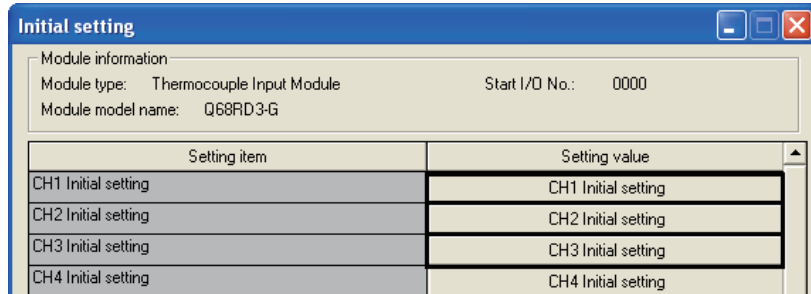 Initial setting
Module information
Module type: Thermocouple Input Module Start I/O No.: 0000
Module model name: Q68RD3-G
Setting item Setting value
CH1 Initial setting CH1 Initial setting
CH2 Initial setting CH2 Initial setting
CH3 Initial setting CH3 Initial setting
CH4 Initial setting CH4 Initial setting